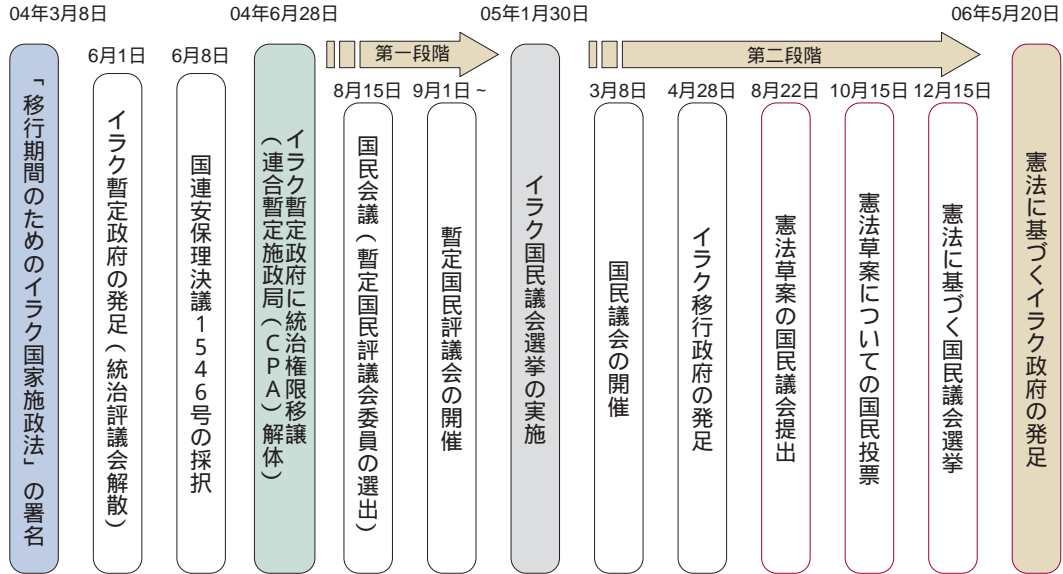 04年3月8日
「移行期間のためのイラク国家施政法」の署名
6月1日
イラク暫定政府の発足(統治評議会解散)
6月8日
国連安保理決議1546号の採択
04年6月28日
イラク暫定政府に統治権限移譲
(連合暫定施政局(CPA)解体)
第一段階
8月15日
国民会議(暫定国民評議会委員の選出)
9月1日~
暫定国民評議会の開催
05年1月30日
イラク国民議会選挙の実施
第二段階
3月8日
国民議会の開催
4月28日
イラク移行政府の発足
8月22日
憲法草案の国民議会提出
10月15日
憲法草案についての国民投票
12月15日
憲法に基づく国民議会選挙
06年5月20日
憲法に基づくイラク政府の発足